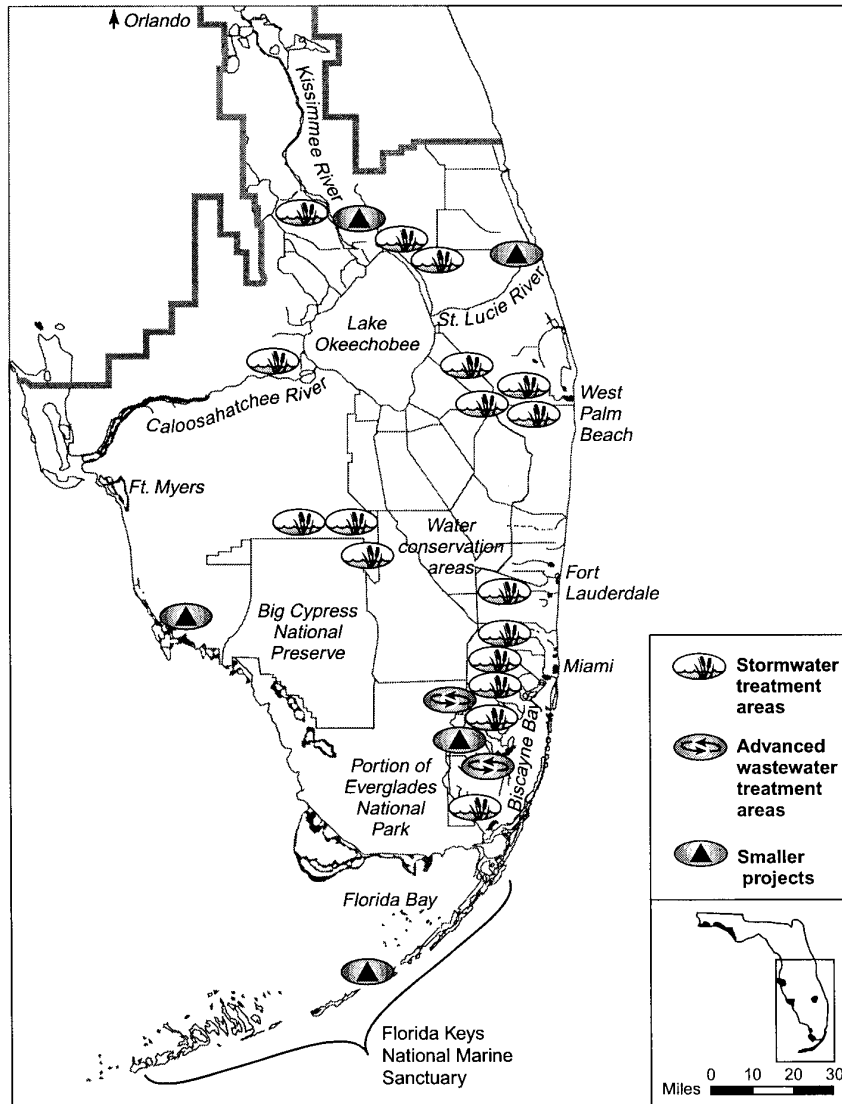 Orlando
Kissimmee River
St. Lucie River
Lake
Okeechobee
Caloosahatchee River
West
Palm
Beach
Ft. Myers
Water
conservation
areas
Fort
Lauderdale
Big Cypress
National
Preserve
Miami
Biscayne Bay
Portion of
Everglades
National
Park
Florida Bay
Florida Keys
National Marine
Sanctuary
Stormwater
treatment
areas
Advanced
wastewater
treatment
areas
Smaller
projects
Miles 0 10 20 30